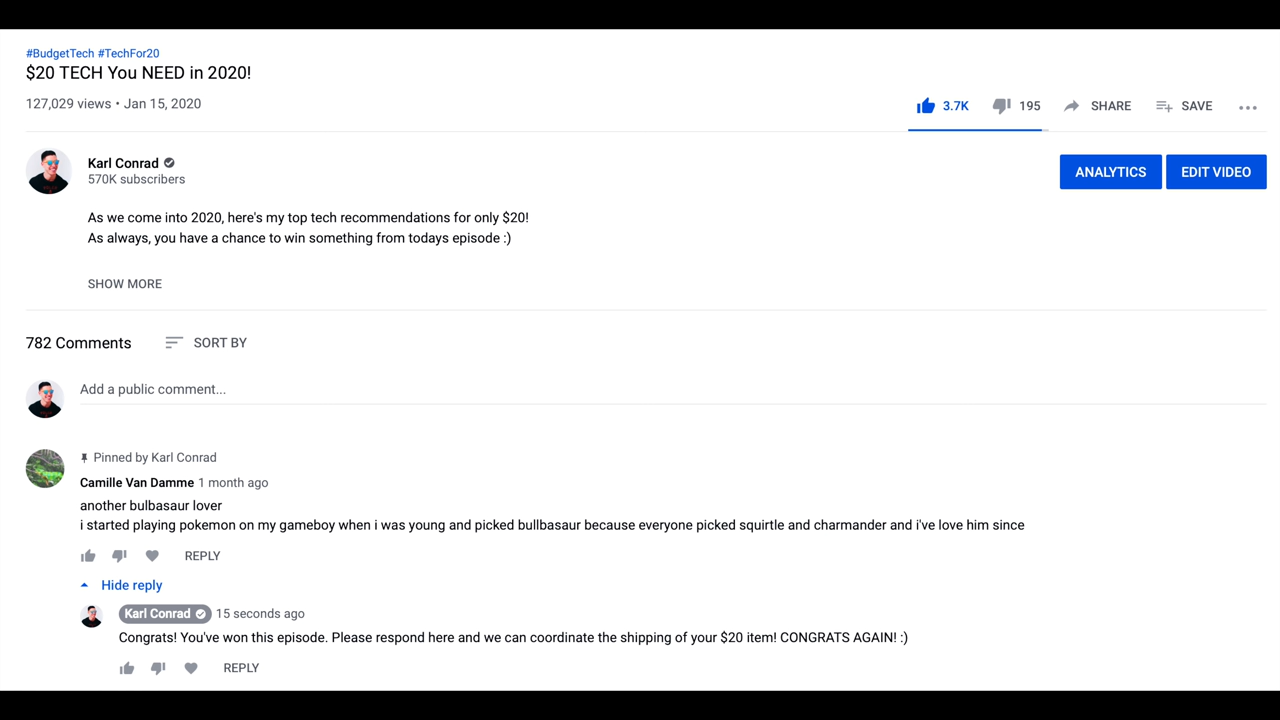 #BudgetTech #TechFor20
$20 TECH You NEED in 2020!
127,029 views • Jan 15, 2020
3.7K 195 SHARE SAVE
Karl Conrad
570K subscribers
ANALYTICS EDIT VIDEO
As we come into 2020, here's my top tech recommendations for only $20!
As always, you have a chance to win something from todays episode :)
SHOW MORE
782 Comments SORT BY
Add a public comment...
Pinned by Karl Conrad
Camille Van Damme 1 month ago
another bulbasaur lover
i started playing pokemon on my gameboy when i was young and picked bullbasaur because everyone picked squirtle and charmander and i've love him since
REPLY
Hide reply
Karl Conrad 15 seconds ago
Congrats! You've won this episode. Please respond here and we can coordinate the shipping of your $20 item! CONGRATS AGAIN! :)
REPLY